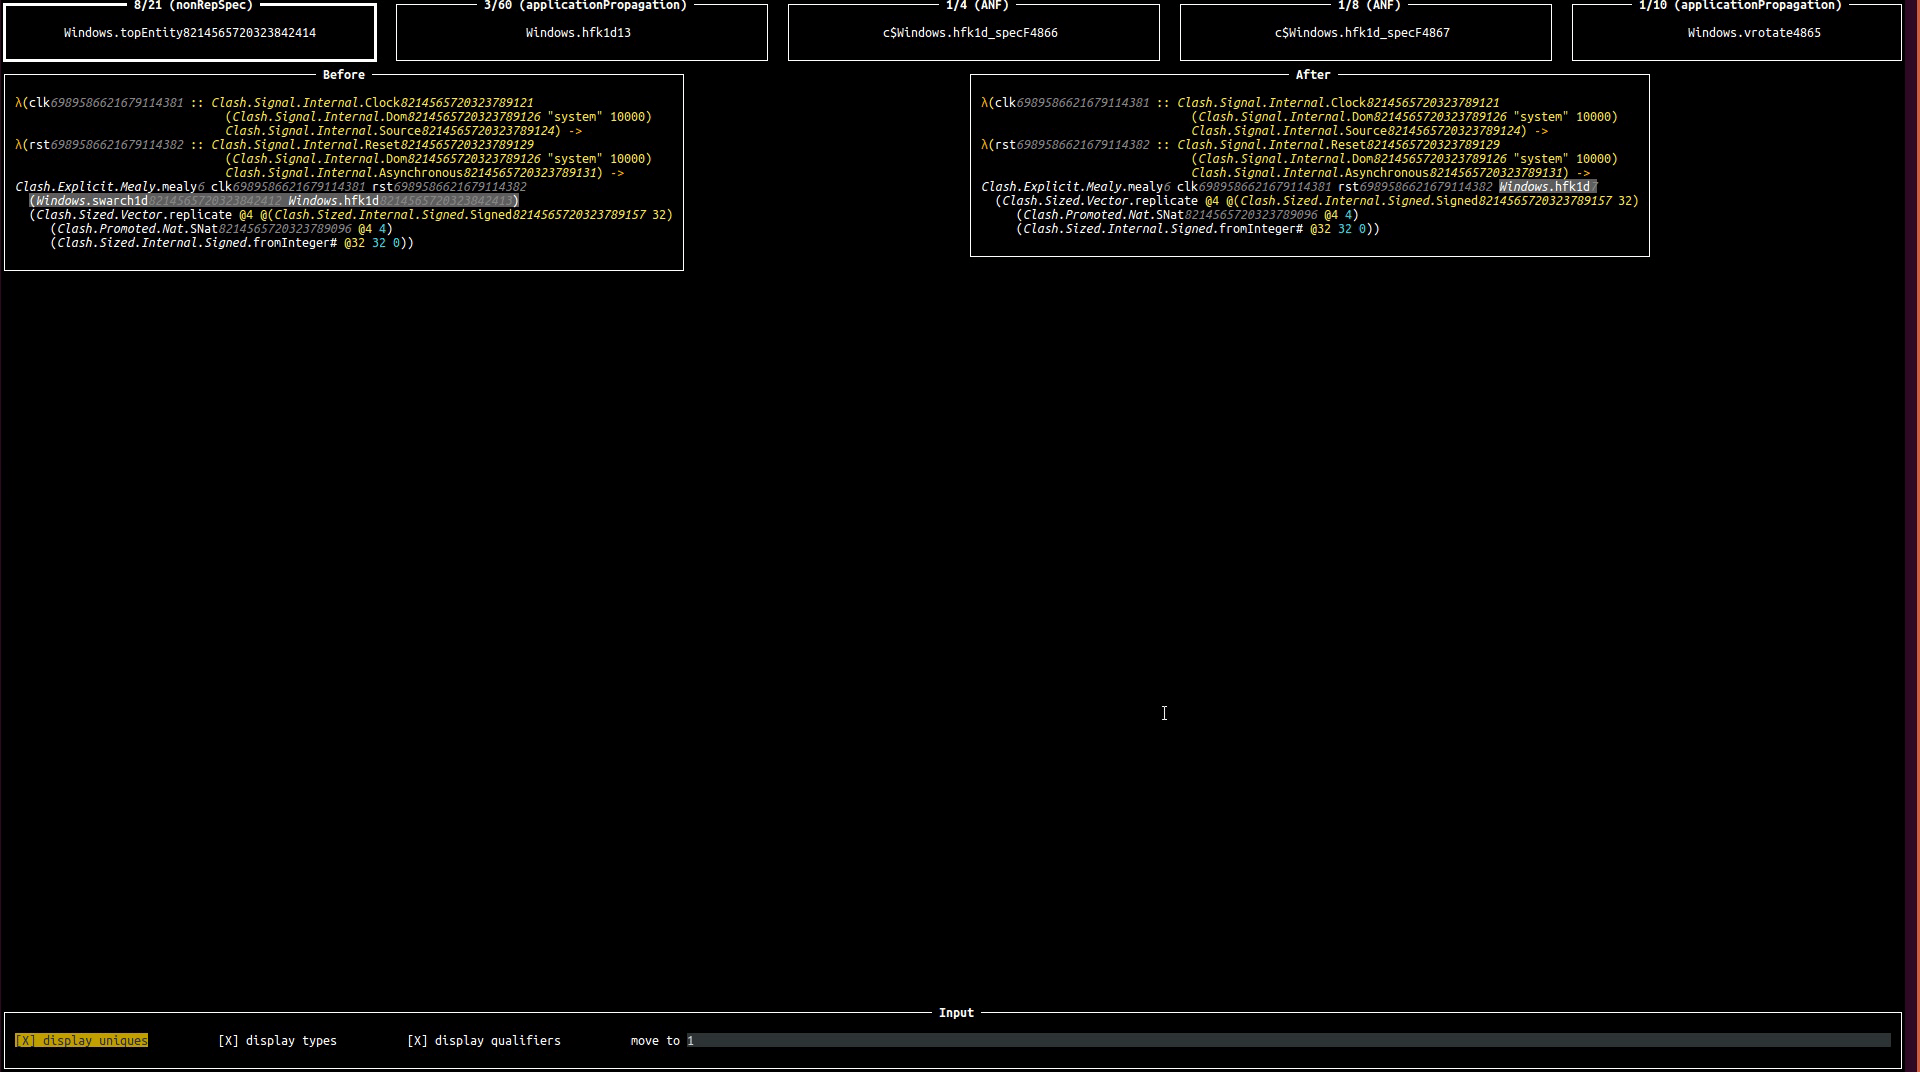 8/21 (nonRepSpec)
Windows.topEntity8214565720323842414
3/60 (applicationPropagation)
Windows.hfk1d13
1/4 (ANF)
c$Windows.hfk1d_specF4866
1/8 (ANF)
c$Windows.hfk1d_specF4867
1/10 (applicationPropagation)
Windows.vrotate4865
Before
λ(clk6989586621679114381 :: Clash.Signal.Internal.Clock8214565720323789121
(Clash.Signal.Internal.Dom8214565720323789126 "system" 10000)
Clash.Signal.Internal.Source8214565720323789124) ->
λ(rst6989586621679114382 :: Clash.Signal.Internal.Reset8214565720323789129
(Clash.Signal.Internal.Dom8214565720323789126 "system" 10000)
Clash.Signal.Internal.Asynchronous8214565720323789131) ->
Clash.Explicit.Mealy.mealy6 clk6989586621679114381 rst6989586621679114382
(Windows.swarch1d8214565720323842412 Windows.hfk1d8214565720323842413)
(Clash.Sized.Vector.replicate @4 @(Clash.Sized.Internal.Signed.Signed8214565720323789157 32)
(Clash.Promoted.Nat.SNat8214565720323789096 @4 4)
(Clash.Sized.Internal.Signed.fromInteger# @32 32 0))
After
λ(clk6989586621679114381 :: Clash.Signal.Internal.Clock8214565720323789121
(Clash.Signal.Internal.Dom8214565720323789126 "system" 10000)
Clash.Signal.Internal.Source8214565720323789124) ->
λ(rst6989586621679114382 :: Clash.Signal.Internal.Reset8214565720323789129
(Clash.Signal.Internal.Dom8214565720323789126 "system" 10000)
Clash.Signal.Internal.Asynchronous8214565720323789131) ->
Clash.Explicit.Mealy.mealy6 clk6989586621679114381 rst6989586621679114382 Windows.hfk1d7
(Clash.Sized.Vector.replicate @4 @(Clash.Sized.Internal.Signed.Signed8214565720323789157 32)
(Clash.Promoted.Nat.SNat8214565720323789096 @4 4)
(Clash.Sized.Internal.Signed.fromInteger# @32 32 0))
Input
[X] display uniques [X] display types [X] display qualifiers move to 1